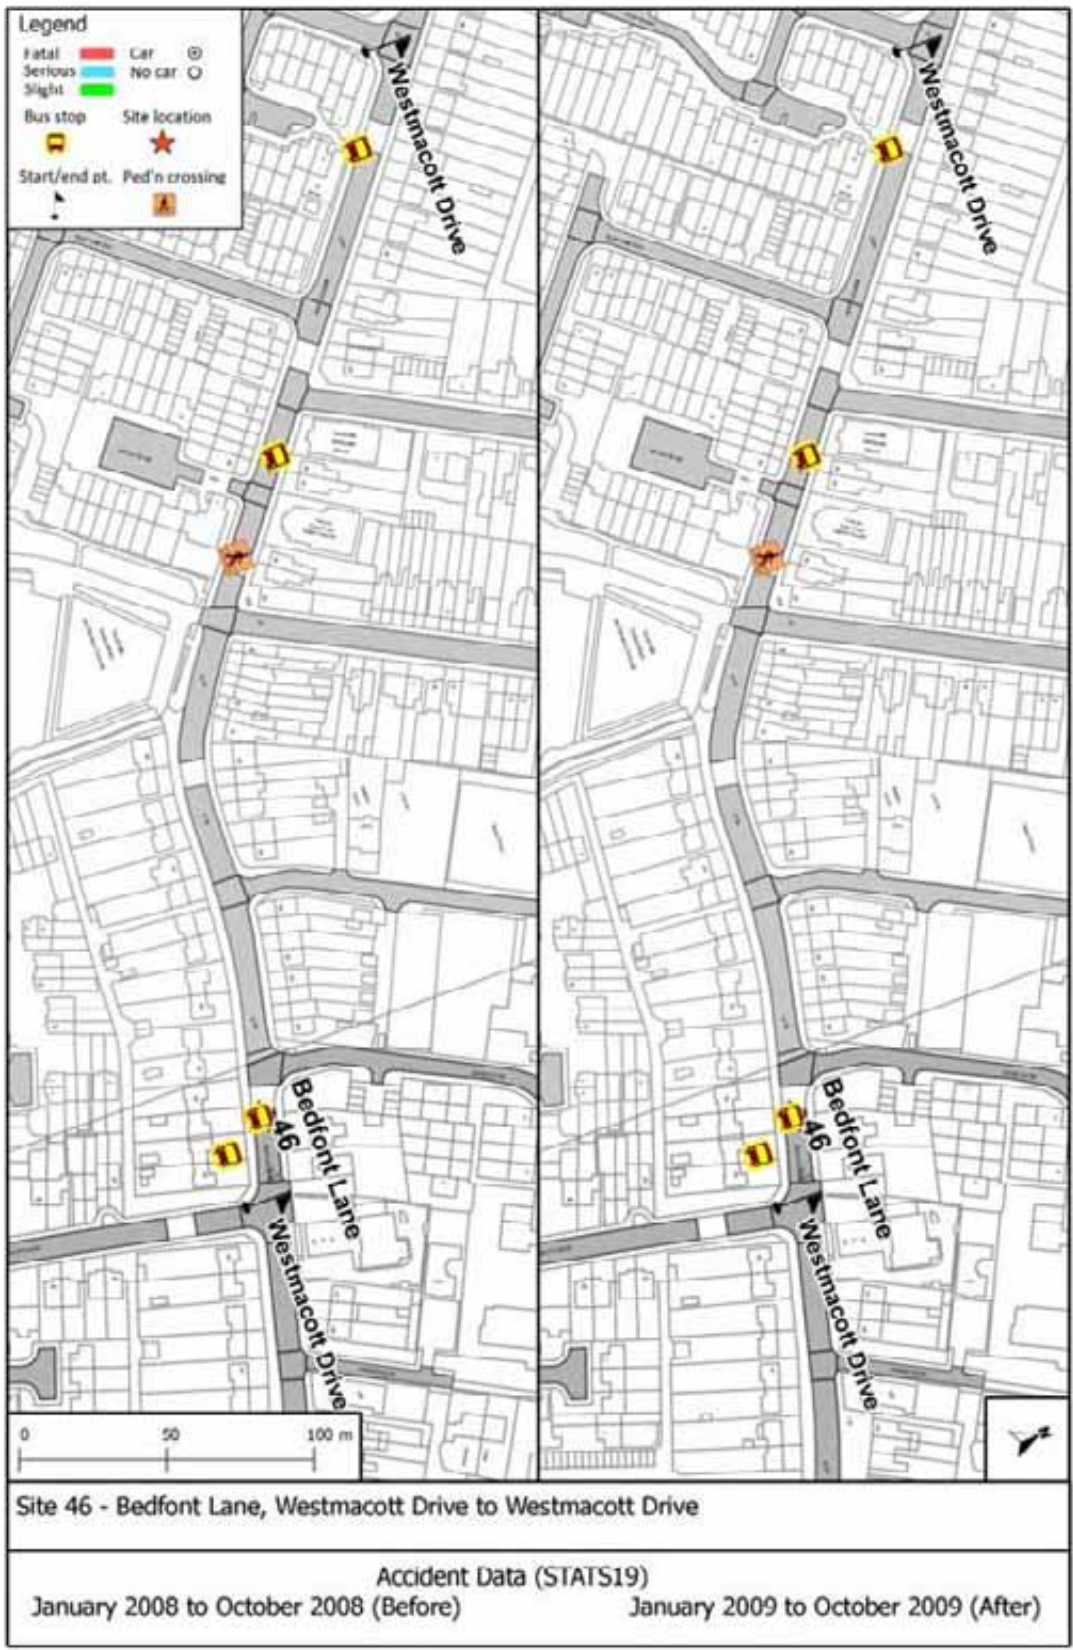 Legend
Fatal Car
Serious No car
Slight
Bus stop Site location
Start/end pt. Ped'n crossing
Westmacott Drive
Westmacott Drive
46
Bedfont Lane
46
Bedfont Lane
Westmacott Drive
Westmacott Drive
0 50 100 m
N
Site 46 - Bedfont Lane, Westmacott Drive to Westmacott Drive
Accident Data (STATS19)
January 2008 to October 2008 (Before) January 2009 to October 2009 (After)